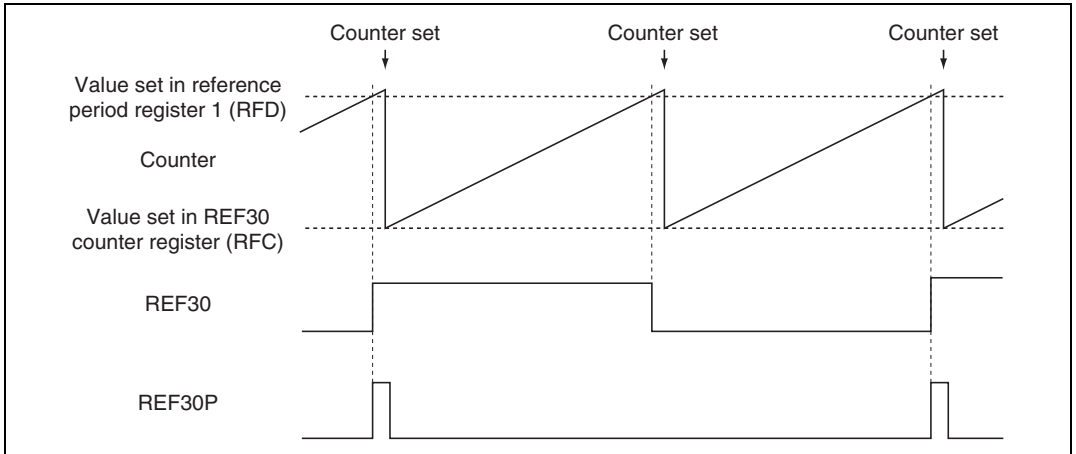 Counter set
Counter set
Counter set
Value set in reference
period register 1 (RFD)
Counter
Value set in REF30
counter register (RFC)
REF30
REF30P